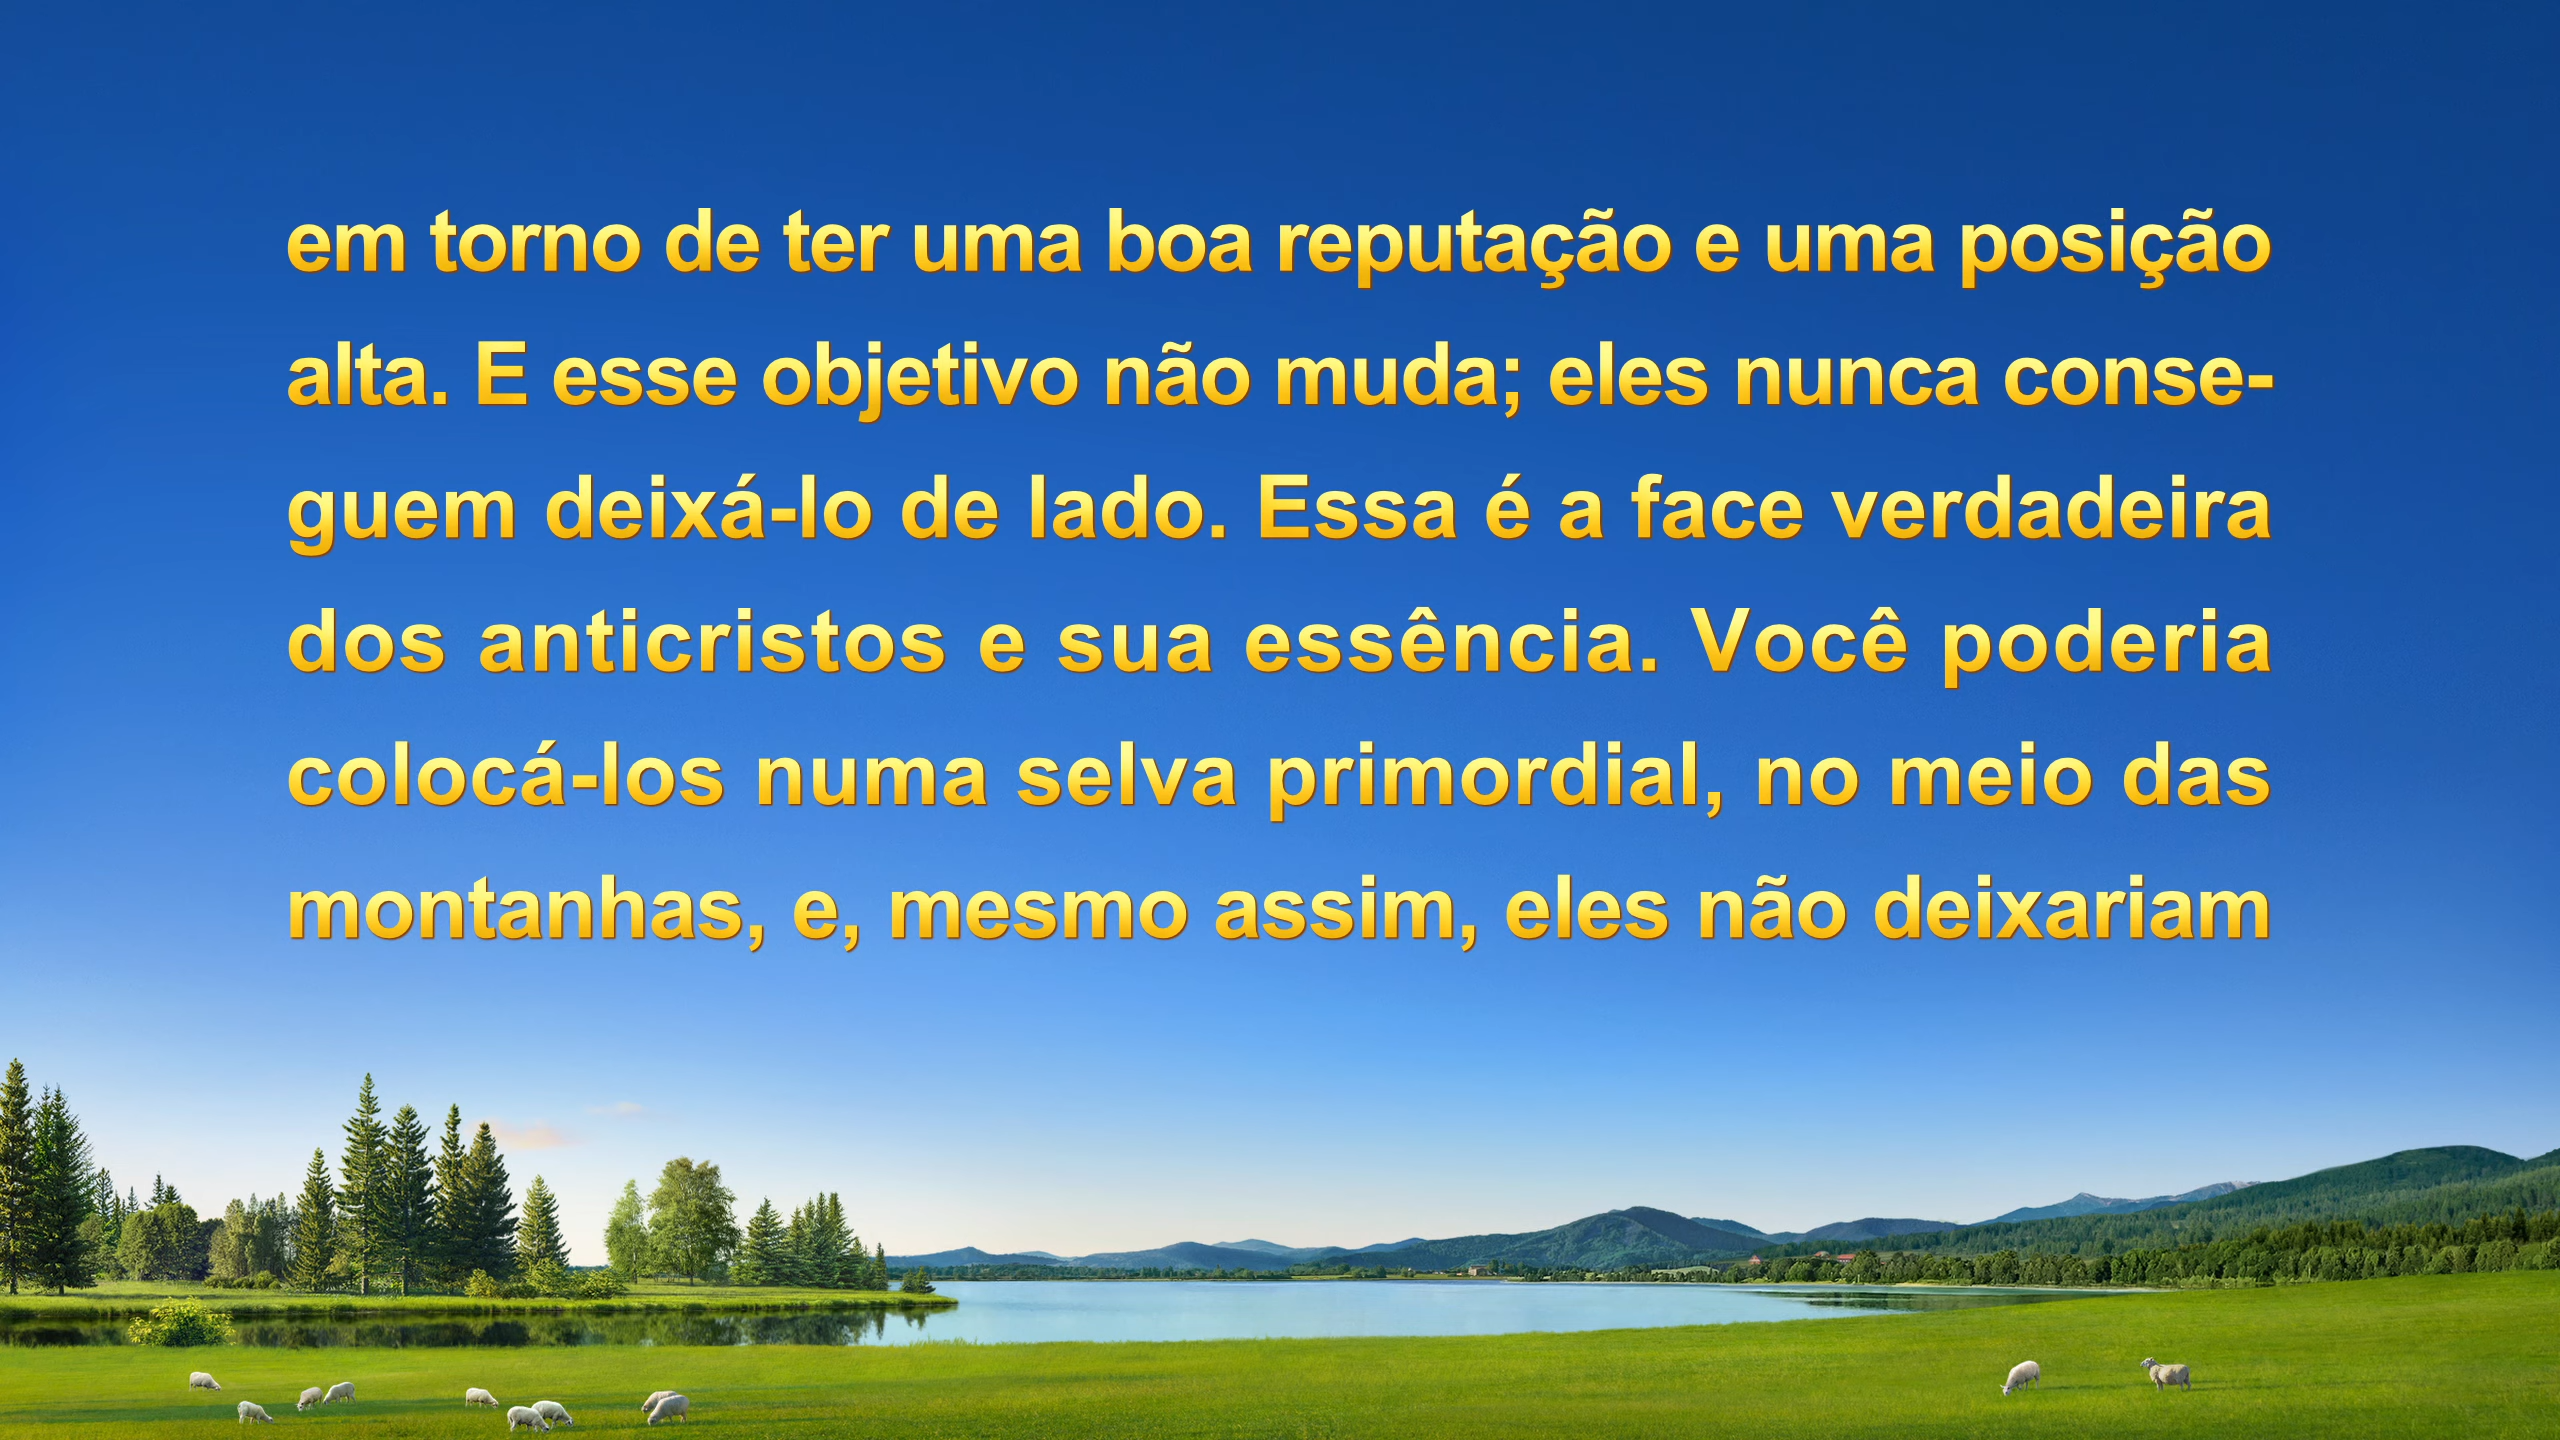 em torno de ter uma boa reputação e uma posição
alta. E esse objetivo não muda; eles nunca conse-
guem deixá-lo de lado. Essa é a face verdadeira
dos anticristos e sua essência. Você poderia
colocá-los numa selva primordial, no meio das
montanhas, e, mesmo assim, eles não deixariam